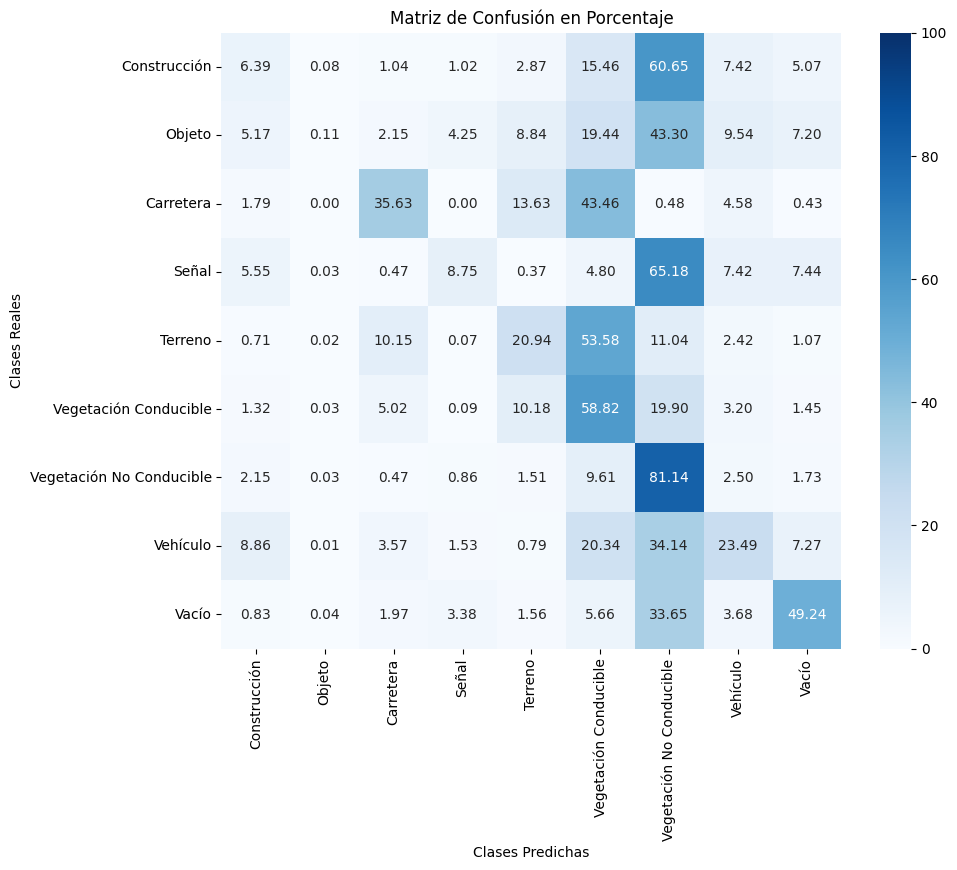 Matriz de Confusión en Porcentaje
Clases Reales
Construcción 6.39 0.08 1.04 1.02 2.87 15.46 60.65 7.42 5.07
Objeto 5.17 0.11 2.15 4.25 8.84 19.44 43.30 9.54 7.20
Carretera 1.79 0.00 35.63 0.00 13.63 43.46 0.48 4.58 0.43
Señal 5.55 0.03 0.47 8.75 0.37 4.80 65.18 7.42 7.44
Terreno 0.71 0.02 10.15 0.07 20.94 53.58 11.04 2.42 1.07
Vegetación Conducible 1.32 0.03 5.02 0.09 10.18 58.82 19.90 3.20 1.45
Vegetación No Conducible 2.15 0.03 0.47 0.86 1.51 9.61 81.14 2.50 1.73
Vehículo 8.86 0.01 3.57 1.53 0.79 20.34 34.14 23.49 7.27
Vacío 0.83 0.04 1.97 3.38 1.56 5.66 33.65 3.68 49.24
Construcción
Objeto
Carretera
Señal
Terreno
Vegetación Conducible
Vegetación No Conducible
Vehículo
Vacío
Clases Predichas
100
80
60
40
20
0